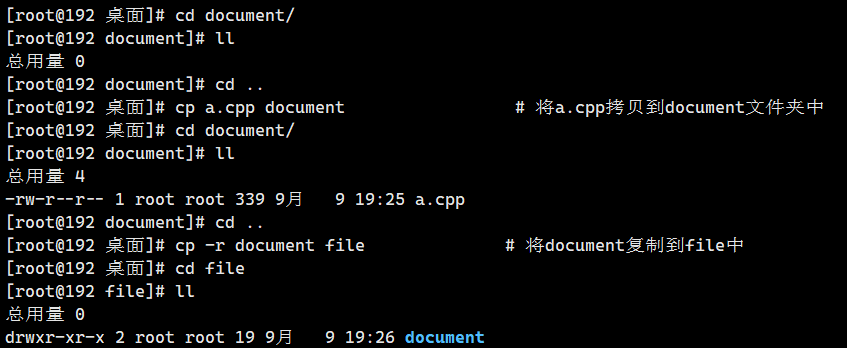 [root@192 桌面]# cd document/
[root@192 document]# ll
总用量 0
[root@192 document]# cd ..
[root@192 桌面]# cp a.cpp document                 # 将a.cpp拷贝到document文件夹中
[root@192 桌面]# cd document/
[root@192 document]# ll
总用量 4
-rw-r--r-- 1 root root 339 9月   9 19:25 a.cpp
[root@192 document]# cd ..
[root@192 桌面]# cp -r document file              # 将document复制到file中
[root@192 桌面]# cd file
[root@192 file]# ll
总用量 0
drwxr-xr-x 2 root root 19 9月   9 19:26 document